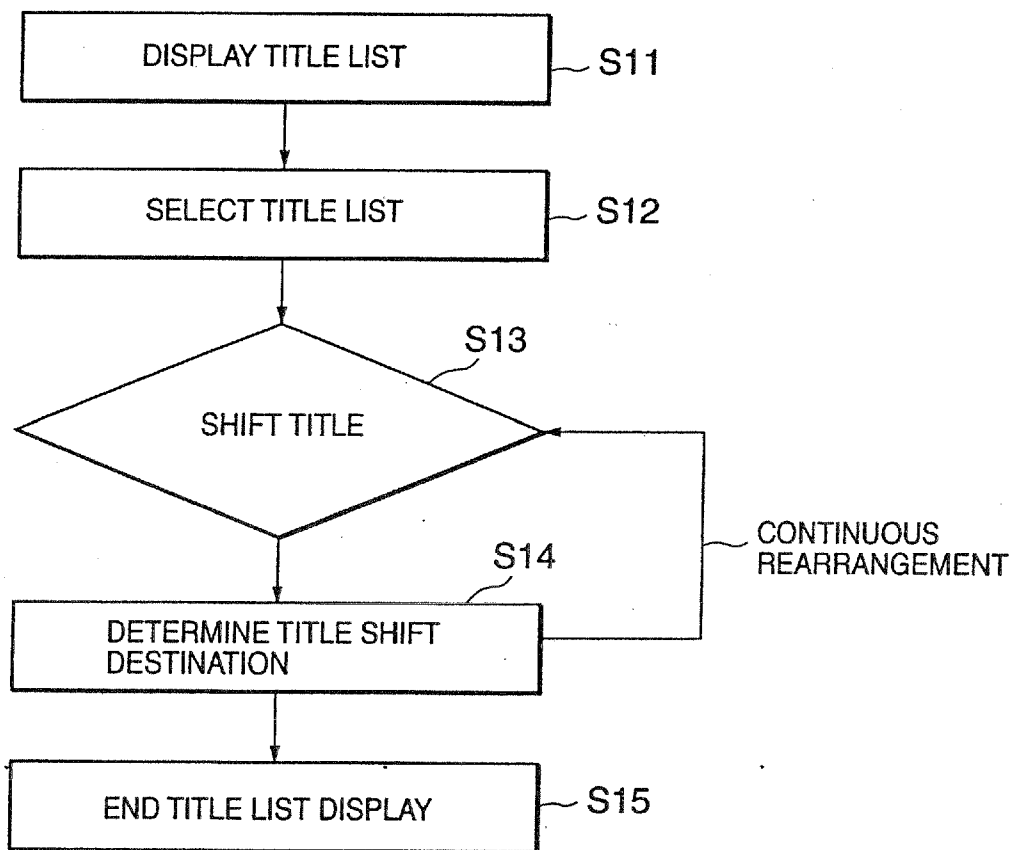 DISPLAY TITLE LIST
S11
SELECT TITLE LIST
S12
S13
SHIFT TITLE
CONTINUOUS
REARRANGEMENT
S14
DETERMINE TITLE SHIFT
DESTINATION
END TITLE LIST DISPLAY
S15